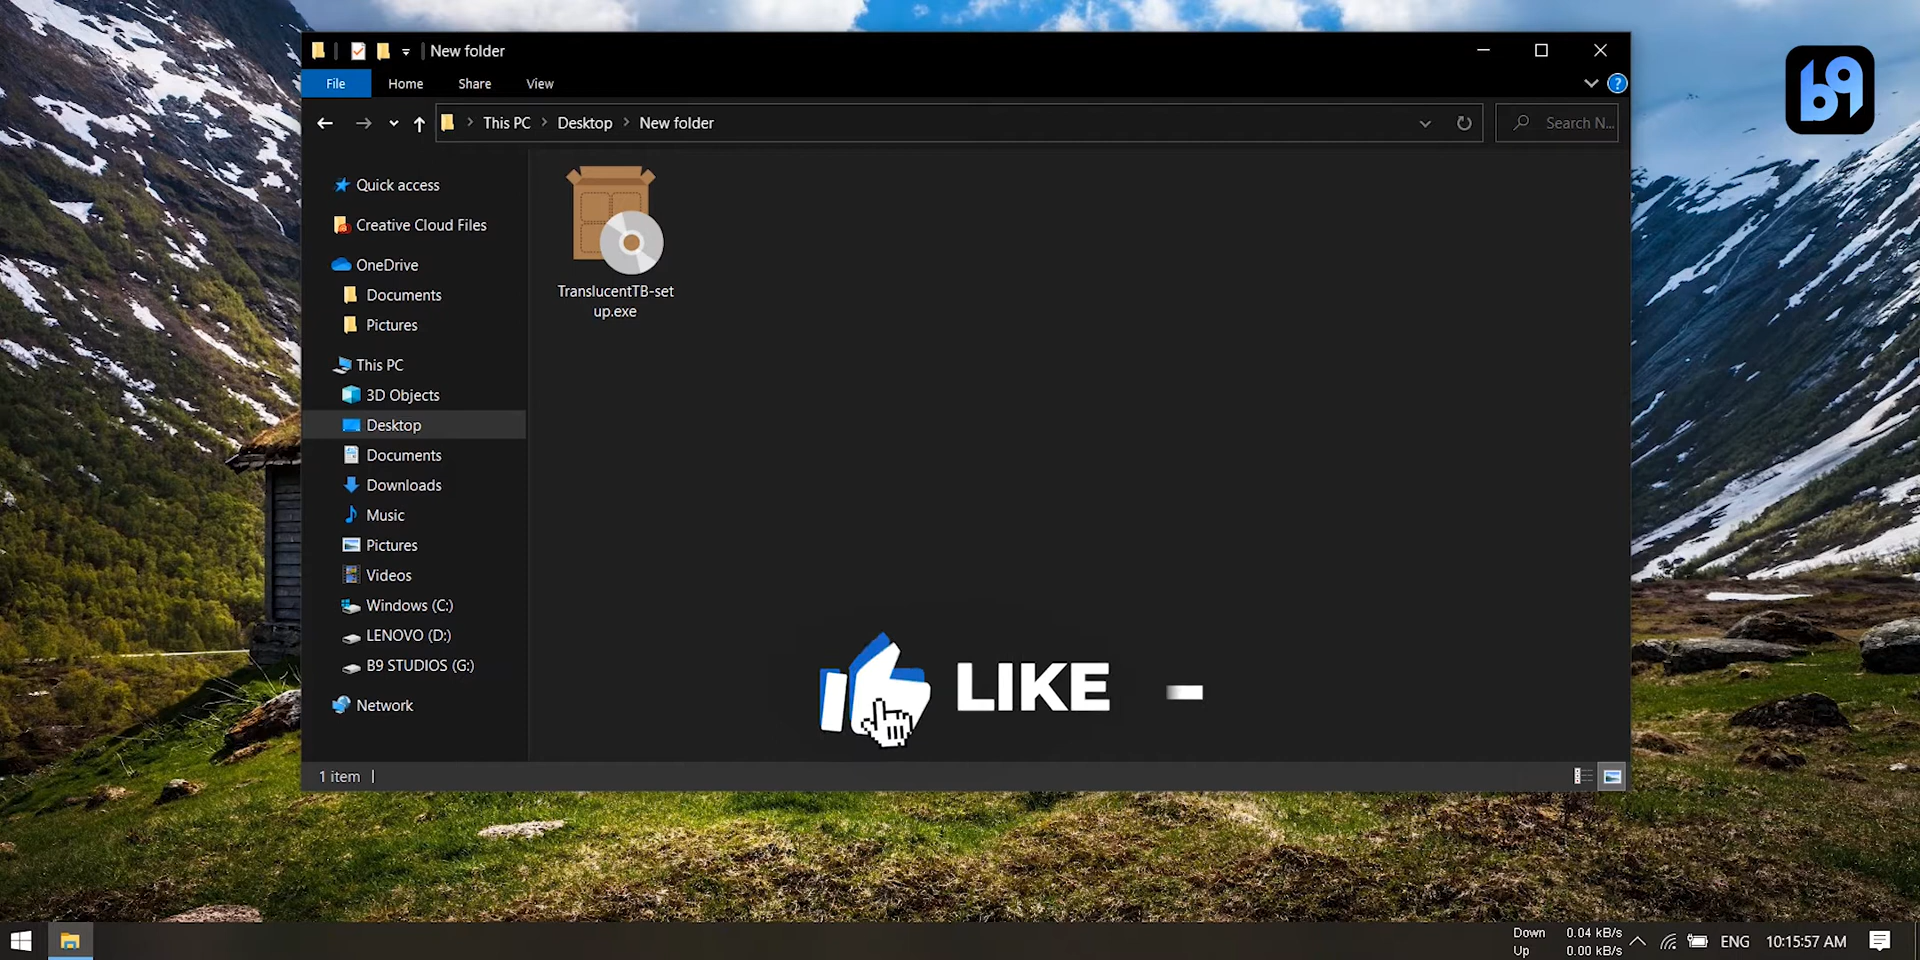 New folder
File Home Share View
This PC Desktop New folder
Search N...
Quick access
Creative Cloud Files
OneDrive
Documents
Pictures
This PC
3D Objects
Desktop
Documents
Downloads
Music
Pictures
Videos
Windows (C:)
LENOVO (D:)
B9 STUDIOS (G:)
Network
TranslucentTB-set
up.exe
LIKE
1 item
b9
Down 0.04 kB/s
Up 0.00 kB/s
ENG 10:15:57 AM